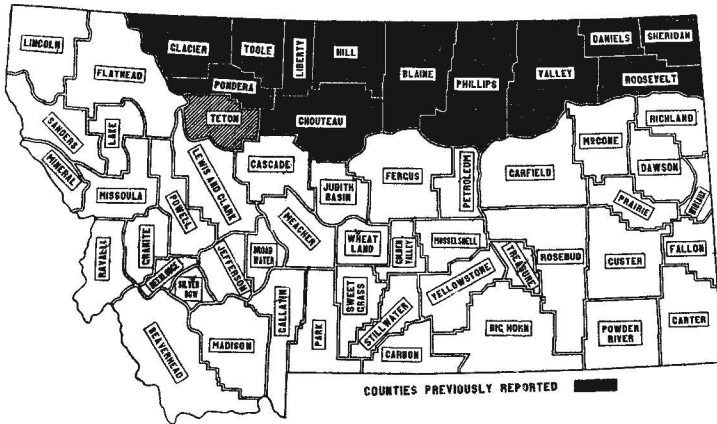 LINCOLN
FLATHEAD
GLACIER
TOOLE
LIBERTY
HILL
BLAINE
PHILLIPS
VALLEY
DANIELS
SHERIDAN
ROOSEVELT
PONDERA
TETON
CHOUTEAU
SANDERS
LAKE
MINERAL
MISSOULA
POWELL
LEWIS AND CLARK
CASCADE
JUDITH
BASIN
FERGUS
PETROLEUM
GARFIELD
McCONE
RICHLAND
DAWSON
PRAIRIE
WIBAUX
RAVALLI
GRANITE
DEER LODGE
SILVER
BOW
JEFFERSON
BROAD
WATER
MEAGHER
WHEAT
LAND
GOLDEN
VALLEY
MUSSELSHELL
TREASURE
ROSEBUD
CUSTER
FALLON
BEAVERHEAD
MADISON
GALLATIN
PARK
SWEET
GRASS
STILLWATER
YELLOWSTONE
CARBON
BIG HORN
POWDER
RIVER
CARTER
COUNTIES PREVIOUSLY REPORTED